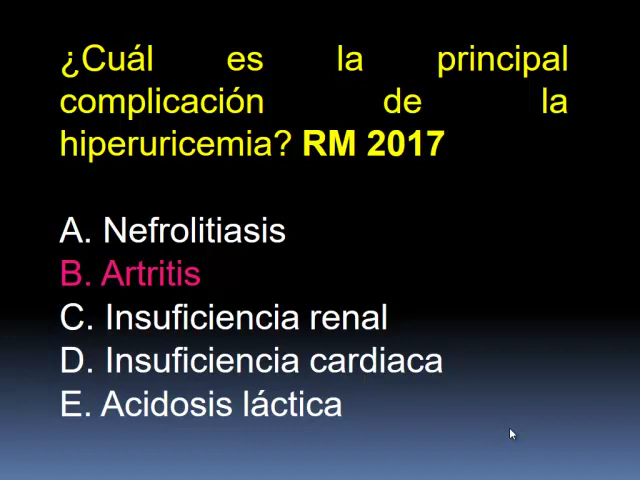 ¿Cuál es la principal
complicación de la
hiperuricemia? RM 2017
A. Nefrolitiasis
B. Artritis
C. Insuficiencia renal
D. Insuficiencia cardiaca
E. Acidosis láctica